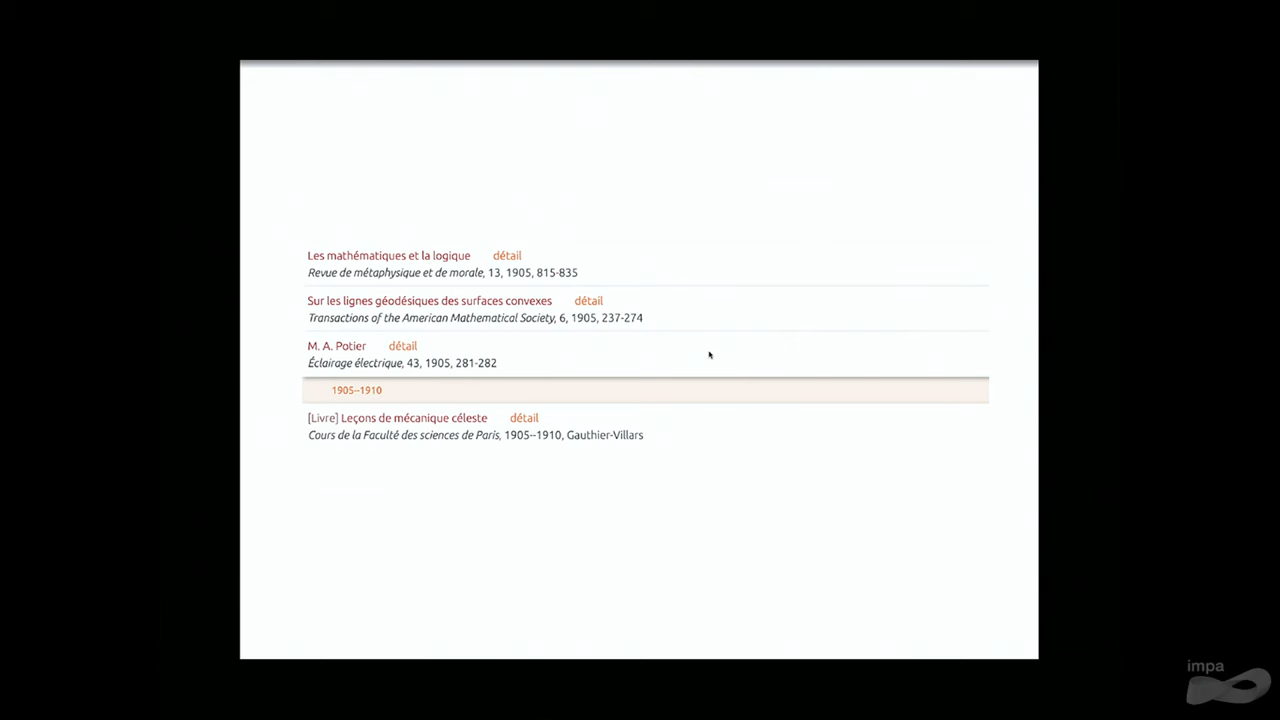 Les mathématiques et la logique détail
Revue de métaphysique et de morale, 13, 1905, 815-835
Sur les lignes géodésiques des surfaces convexes détail
Transactions of the American Mathematical Society, 6, 1905, 237-274
M. A. Potier détail
Éclairage électrique, 43, 1905, 281-282
1905--1910
[Livre] Leçons de mécanique céleste détail
Cours de la Faculté des sciences de Paris, 1905--1910, Gauthier-Villars
impa